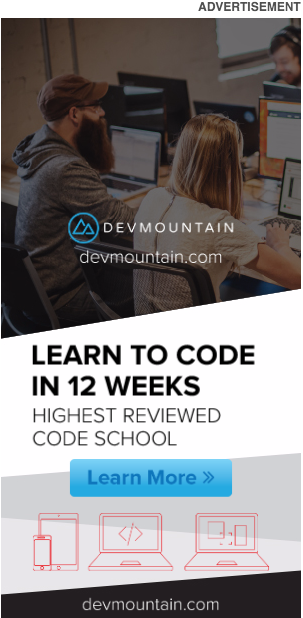 ADVERTISEMENT
DEVMOUNTAIN
devmountain.com
LEARN TO CODE
IN 12 WEEKS
HIGHEST REVIEWED
CODE SCHOOL
Learn More »
</>
devmountain.com